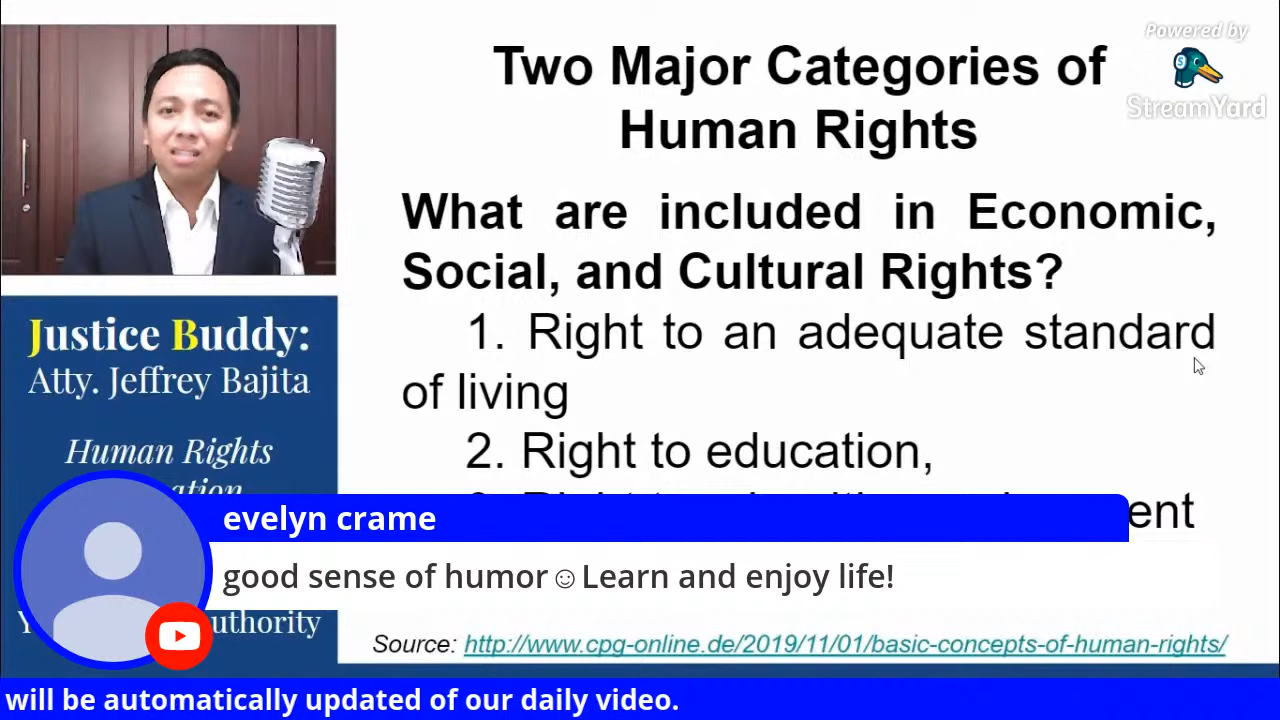 Powered by
StreamYard
Two Major Categories of
Human Rights
What are included in Economic,
Social, and Cultural Rights?
1. Right to an adequate standard
of living
2. Right to education,
Justice Buddy:
Atty. Jeffrey Bajita
Human Rights
evelyn crame
good sense of humor☺Learn and enjoy life!
Source: http://www.cpg-online.de/2019/11/01/basic-concepts-of-human-rights/
will be automatically updated of our daily video.